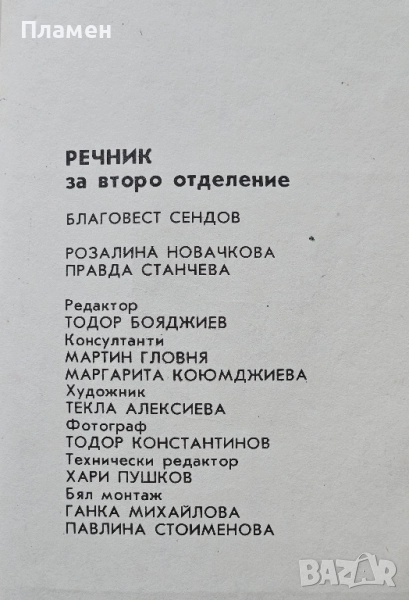 Пламен
РЕЧНИК
за второ отделение
БЛАГОВЕСТ СЕНДОВ
РОЗАЛИНА НОВАЧКОВА
ПРАВДА СТАНЧЕВА
Редактор
ТОДОР БОЯДЖИЕВ
Консултанти
МАРТИН ГЛОВНЯ
МАРГАРИТА КОЮМДЖИЕВА
Художник
ТЕКЛА АЛЕКСИЕВА
Фотограф
ТОДОР КОНСТАНТИНОВ
Технически редактор
ХАРИ ПУШКОВ
Бял монтаж
ГАНКА МИХАЙЛОВА
ПАВЛИНА СТОИМЕНОВА
BAZAR